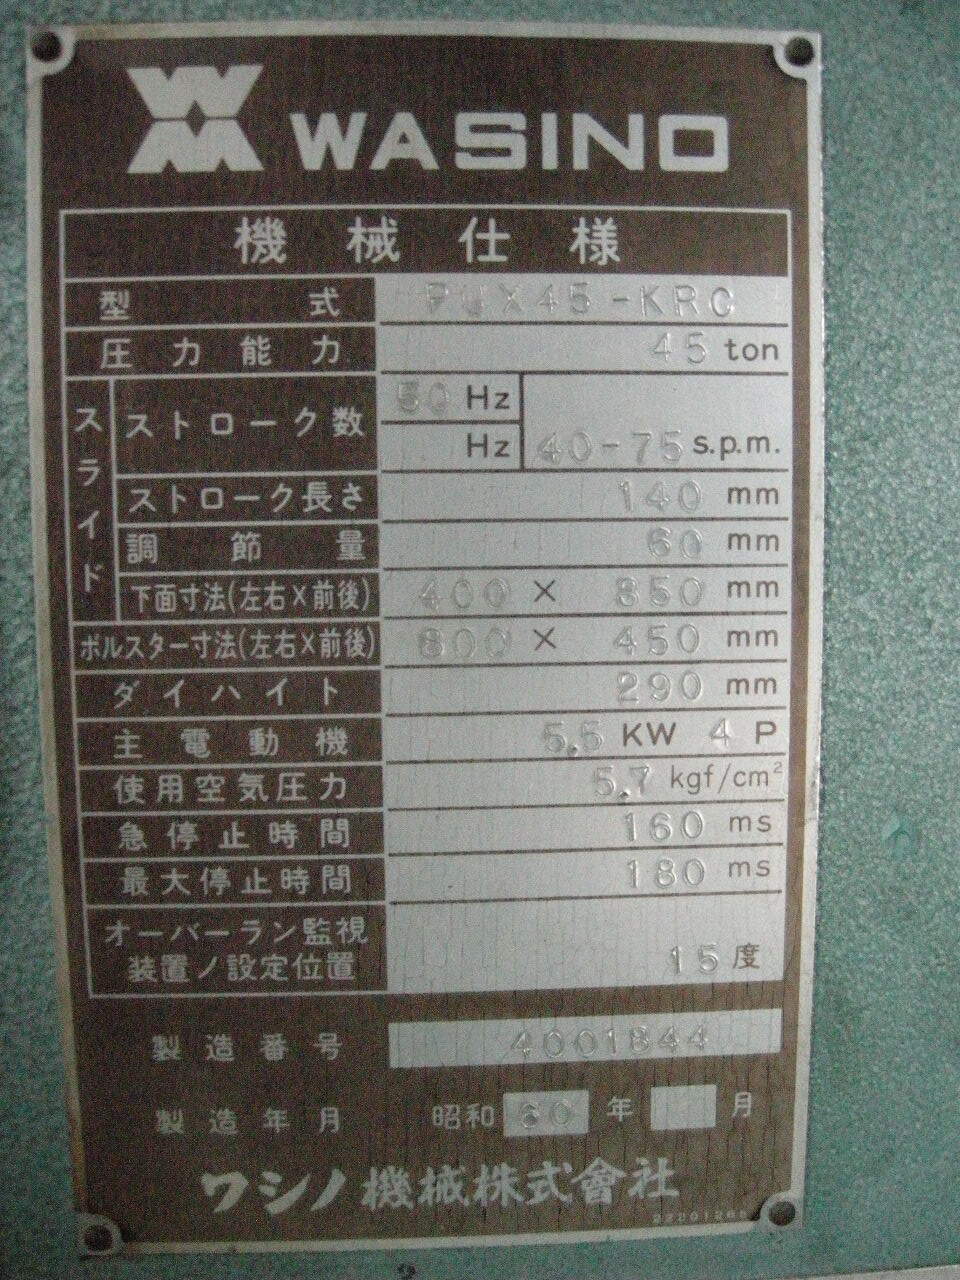 WASINO
機械仕様
型式 PUX45-KRC
圧力能力 45 ton
スライド
ストローク数 50 Hz
Hz 40-75 s.p.m.
ストローク長さ 140 mm
調節量 60 mm
下面寸法(左右×前後) 400 × 350 mm
ボルスター寸法(左右×前後) 800 × 450 mm
ダイハイト 290 mm
主電動機 5.5 KW 4 P
使用空気圧力 5.7 kgf/cm²
急停止時間 160 ms
最大停止時間 180 ms
オーバーラン監視
装置ノ設定位置 15度
製造番号 4001844
製造年月 昭和 60 年 月
ワシノ機械株式會社